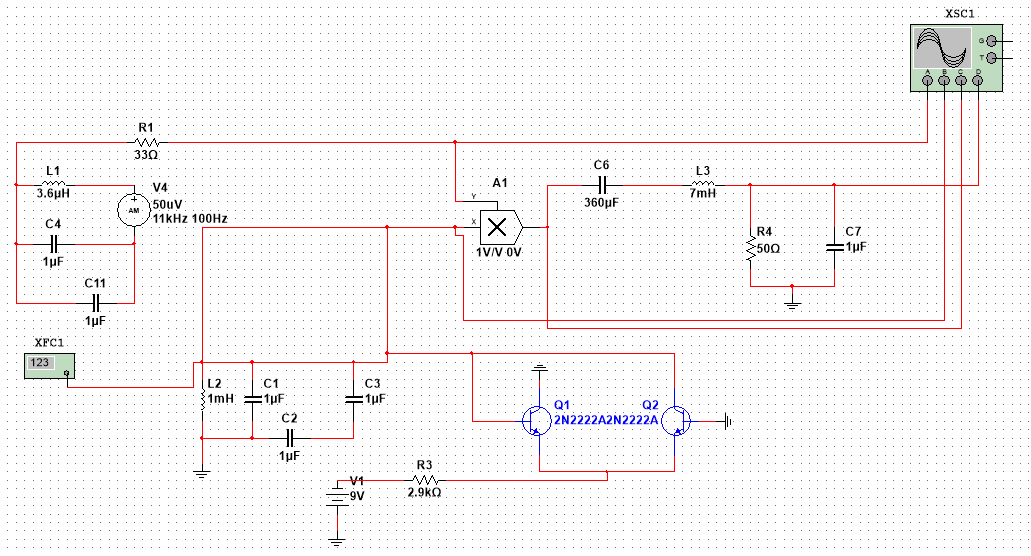 XSC1
G
T
A B C D
R1
33Ω
L1
3.6µH
V4
50uV
11kHz 100Hz
AM
C4
1µF
C11
1µF
A1
Y
X
1V/V 0V
C6
360µF
L3
7mH
R4
50Ω
C7
1µF
XFC1
123
L2
1mH
C1
1µF
C3
1µF
C2
1µF
Q1
2N2222A
Q2
2N2222A
R3
2.9kΩ
V1
9V